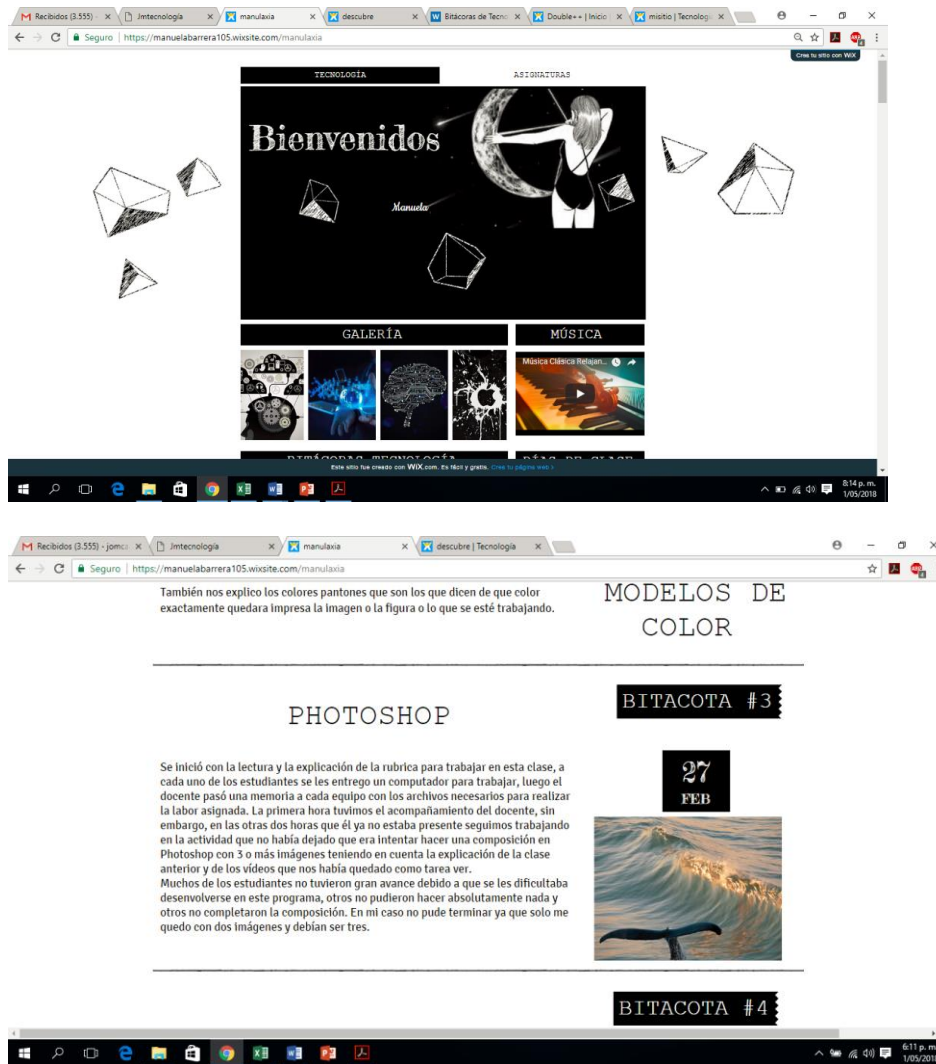 Recibidos (3.555) -
Jmtecnología
manulaxia
descubre
Bitácoras de Tecno
Double++ | Inicio
misitio | Tecnologí
Seguro | https://manuelabarrera105.wixsite.com/manulaxia
Crea tu sitio con WiX
TECNOLOGÍA
ASIGNATURAS
Bienvenidos
Manuela
GALERÍA
MÚSICA
Música Clásica Relajan...
BITÁCORAS TECNOLOGÍA
DÍAS DE CLASE
Este sitio fue creado con WiX.com. Es fácil y gratis. Crea tu página web >
8:14 p. m.
1/05/2018
Recibidos (3.555) - jomc
Jmtecnología
manulaxia
descubre | Tecnología
Seguro | https://manuelabarrera105.wixsite.com/manulaxia
También nos explico los colores pantones que son los que dicen de que color
exactamente quedara impresa la imagen o la figura o lo que se esté trabajando.
MODELOS DE
COLOR
PHOTOSHOP
BITACOTA #3
27
FEB
Se inició con la lectura y la explicación de la rubrica para trabajar en esta clase, a
cada uno de los estudiantes se les entrego un computador para trabajar, luego el
docente pasó una memoria a cada equipo con los archivos necesarios para realizar
la labor asignada. La primera hora tuvimos el acompañamiento del docente, sin
embargo, en las otras dos horas que él ya no estaba presente seguimos trabajando
en la actividad que no había dejado que era intentar hacer una composición en
Photoshop con 3 o más imágenes teniendo en cuenta la explicación de la clase
anterior y de los vídeos que nos había quedado como tarea ver.
Muchos de los estudiantes no tuvieron gran avance debido a que se les dificultaba
desenvolverse en este programa, otros no pudieron hacer absolutamente nada y
otros no completaron la composición. En mi caso no pude terminar ya que solo me
quedo con dos imágenes y debían ser tres.
BITACOTA #4
6:11 p. m.
1/05/2018